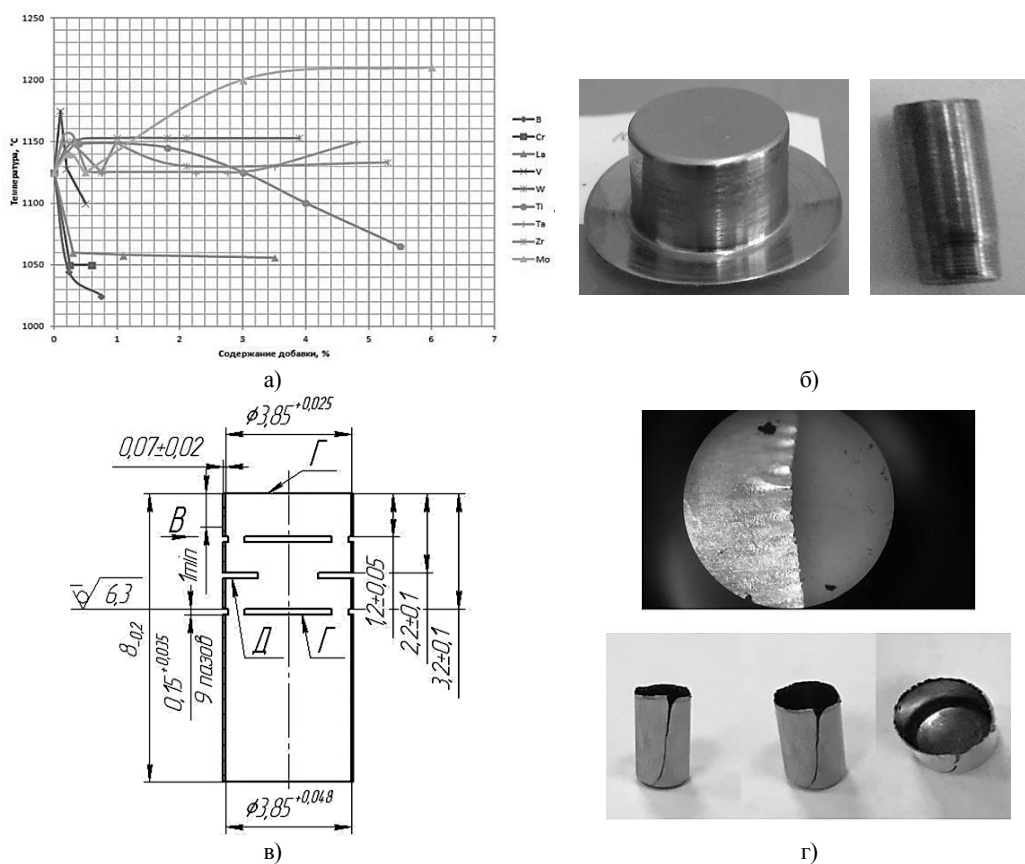 1250
1200
1150
1100
1050
1000
Температура, °С
0 1 2 3 4 5 6 7
Содержание добавки, %
B
Cr
La
V
W
Ti
Ta
Zr
Mo
а)
б)
⌀3,85⁺⁰,⁰²⁵
0,07±0,02
Г
В
1min
6,3
8₋₀,₂
0,15⁺⁰,⁰³⁵
9 пазов
Д
Г
1,2±0,05
2,2±0,1
3,2±0,1
⌀3,85⁺⁰,⁰⁴⁸
в)
г)